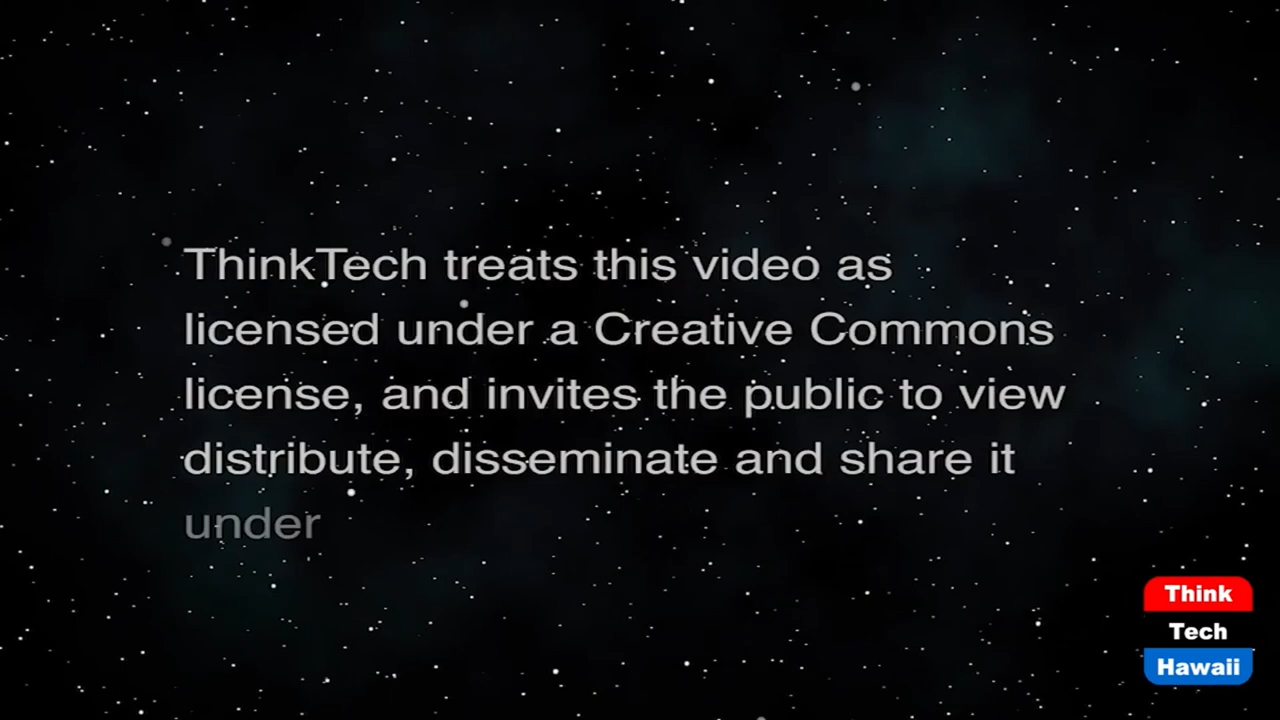 ThinkTech treats this video as
licensed under a Creative Commons
license, and invites the public to view
distribute, disseminate and share it
under
Think
Tech
Hawaii